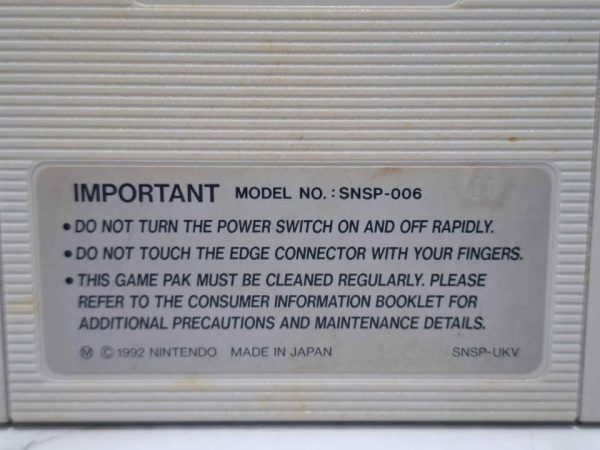 IMPORTANT MODEL NO. : SNSP-006
• DO NOT TURN THE POWER SWITCH ON AND OFF RAPIDLY.
• DO NOT TOUCH THE EDGE CONNECTOR WITH YOUR FINGERS.
• THIS GAME PAK MUST BE CLEANED REGULARLY. PLEASE
REFER TO THE CONSUMER INFORMATION BOOKLET FOR
ADDITIONAL PRECAUTIONS AND MAINTENANCE DETAILS.
Ⓜ ©1992 NINTENDO MADE IN JAPAN SNSP-UKV